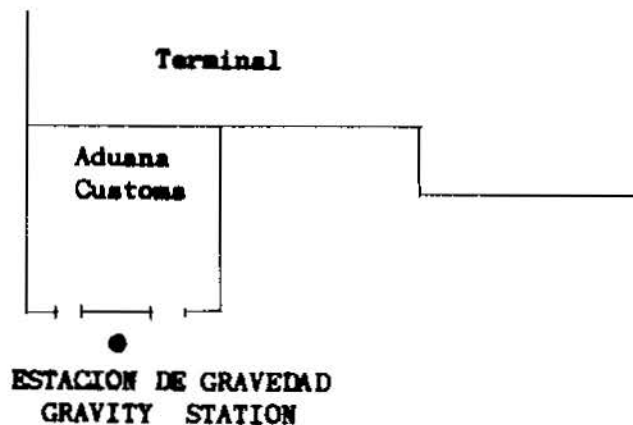 Terminal
Aduana
Customs
ESTACION DE GRAVEDAD
GRAVITY STATION